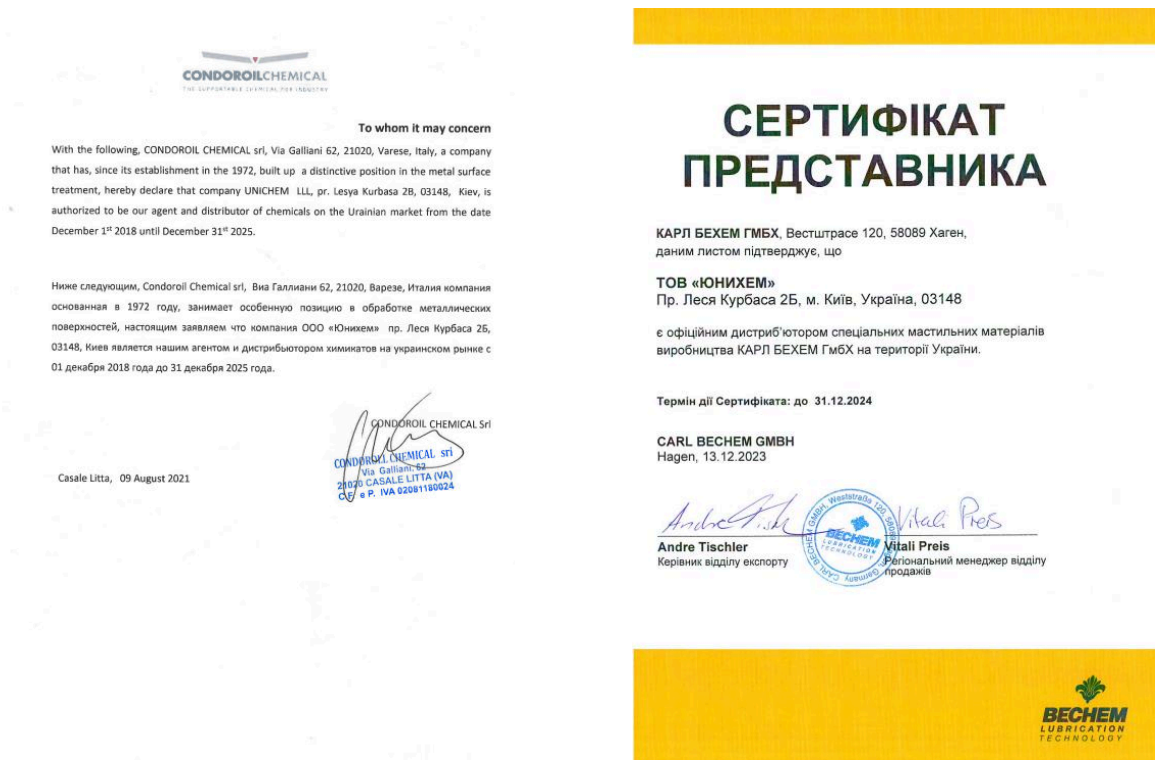 CONDOROILCHEMICAL
THE SUPPORTABLE CHEMICAL FOR INDUSTRY
To whom it may concern
With the following, CONDOROIL CHEMICAL srl, Via Galliani 62, 21020, Varese, Italy, a company
that has, since its establishment in the 1972, built up a distinctive position in the metal surface
treatment, hereby declare that company UNICHEM LLL, pr. Lesya Kurbasa 2B, 03148, Kiev, is
authorized to be our agent and distributor of chemicals on the Urainian market from the date
December 1st 2018 until December 31st 2025.
Ниже следующим, Condoroil Chemical srl, Виа Галлиани 62, 21020, Варезе, Италия компания
основанная в 1972 году, занимает особенную позицию в обработке металлических
поверхностей, настоящим заявляем что компания ООО «Юнихем» пр. Леся Курбаса 2Б,
03148, Киев является нашим агентом и дистрибьютором химикатов на украинском рынке с
01 декабря 2018 года до 31 декабря 2025 года.
CONDOROIL CHEMICAL Srl
CONDOROIL CHEMICAL srl
Via Galliani, 62
21020 CASALE LITTA (VA)
C.F. e P. IVA 02081180024
Casale Litta, 09 August 2021
СЕРТИФІКАТ
ПРЕДСТАВНИКА
КАРЛ БЕХЕМ ГМБХ, Вестштрасе 120, 58089 Хаген,
даним листом підтверджує, що
ТОВ «ЮНИХЕМ»
Пр. Леся Курбаса 2Б, м. Київ, Україна, 03148
є офіційним дистриб'ютором спеціальних мастильних матеріалів
виробництва КАРЛ БЕХЕМ ГмбХ на території України.
Термін дії Сертифіката: до 31.12.2024
CARL BECHEM GMBH
Hagen, 13.12.2023
Vitali Preis
BECHEM
LUBRICATION
TECHNOLOGY
Andre Tischler
Керівник відділу експорту
Vitali Preis
Регіональний менеджер відділу
продажів
BECHEM
LUBRICATION
TECHNOLOGY